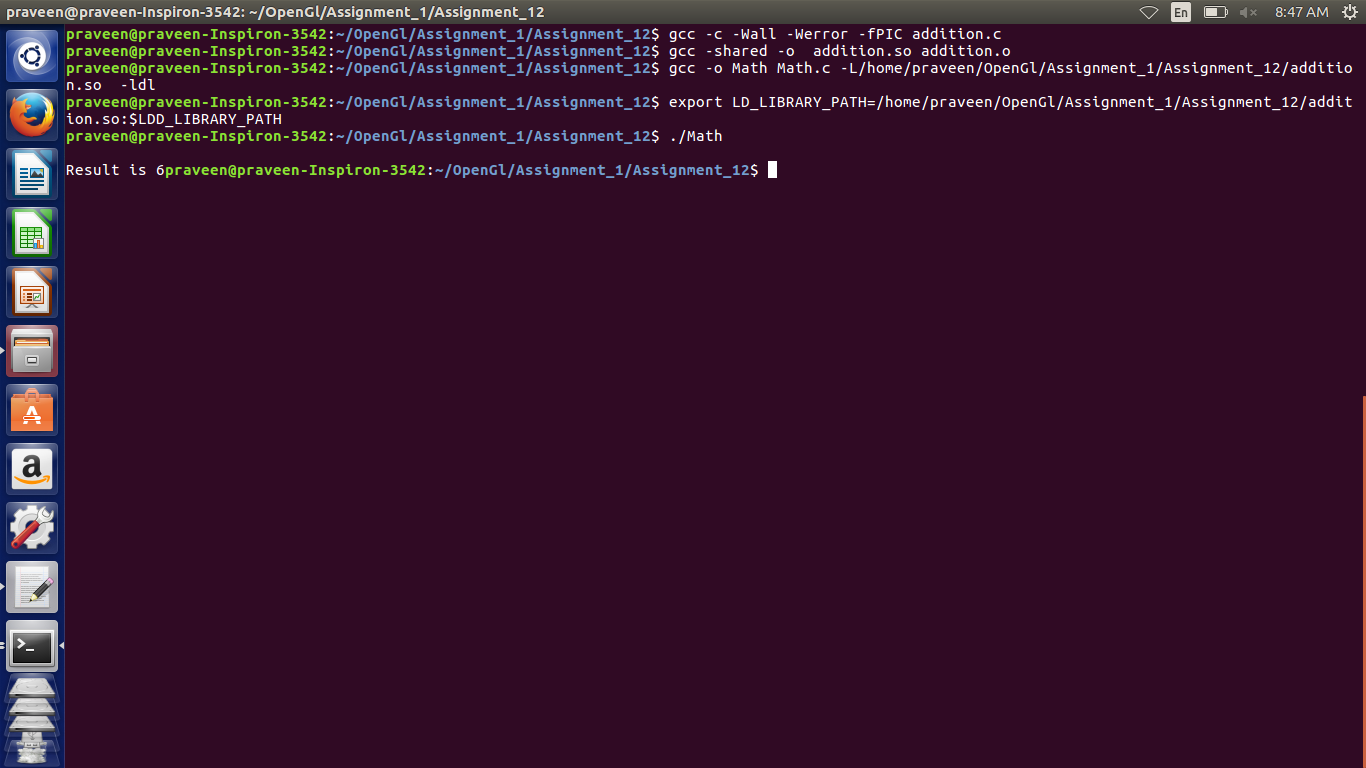 praveen@praveen-Inspiron-3542: ~/OpenGl/Assignment_1/Assignment_12
En
8:47 AM
praveen@praveen-Inspiron-3542:~/OpenGl/Assignment_1/Assignment_12$ gcc -c -Wall -Werror -fPIC addition.c
praveen@praveen-Inspiron-3542:~/OpenGl/Assignment_1/Assignment_12$ gcc -shared -o  addition.so addition.o
praveen@praveen-Inspiron-3542:~/OpenGl/Assignment_1/Assignment_12$ gcc -o Math Math.c -L/home/praveen/OpenGl/Assignment_1/Assignment_12/additio
n.so  -ldl
praveen@praveen-Inspiron-3542:~/OpenGl/Assignment_1/Assignment_12$ export LD_LIBRARY_PATH=/home/praveen/OpenGl/Assignment_1/Assignment_12/addit
ion.so:$LDD_LIBRARY_PATH
praveen@praveen-Inspiron-3542:~/OpenGl/Assignment_1/Assignment_12$ ./Math
Result is 6praveen@praveen-Inspiron-3542:~/OpenGl/Assignment_1/Assignment_12$